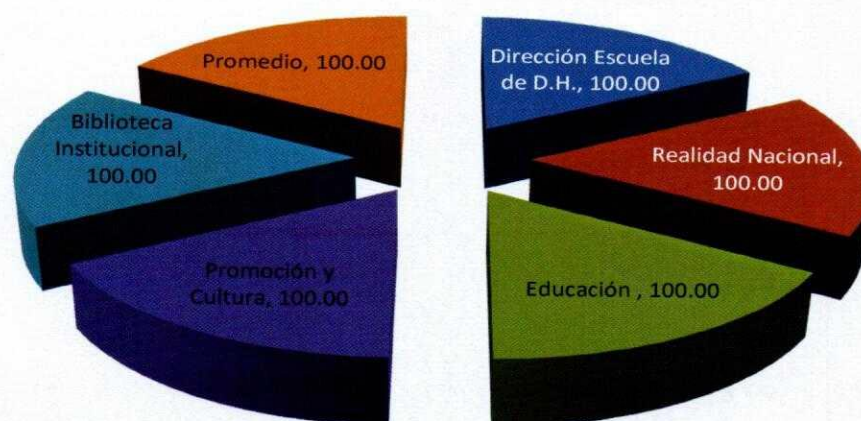 Promedio, 100.00
Dirección Escuela
de D.H., 100.00
Biblioteca
Institucional,
100.00
Realidad Nacional,
100.00
Promoción y
Cultura, 100.00
Educación , 100.00